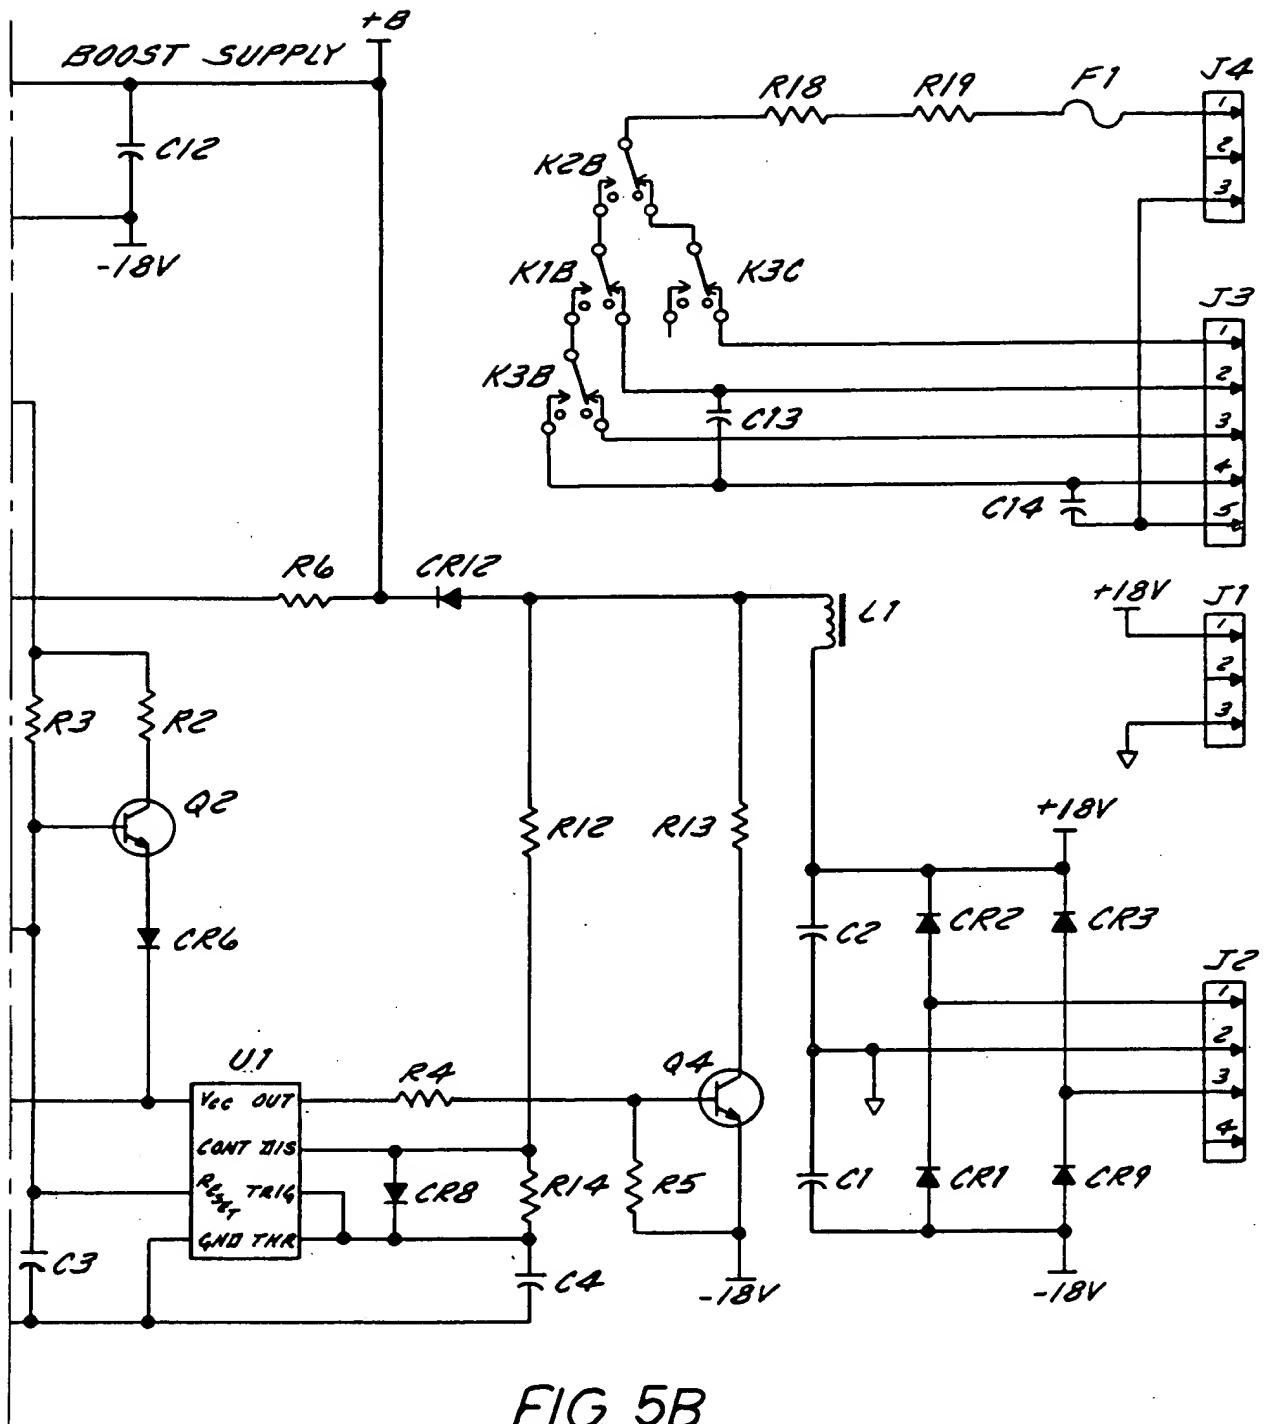 +B
BOOST SUPPLY
C12
-18V
R18
R19
F1
J4
1
2
3
K2B
K1B
K3C
K3B
C13
C14
J3
1
2
3
4
5
R6
CR12
L1
+18V
J1
1
2
3
R3
R2
Q2
R12
R13
+18V
CR6
C2
CR2
CR3
J2
1
2
3
4
U1
VCC OUT
CONT DIS
RESET TRIG
GND THR
R4
Q4
CR8
R14
R5
C1
CR1
CR9
C3
C4
-18V
-18V
FIG 5B